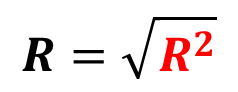 R = √R²